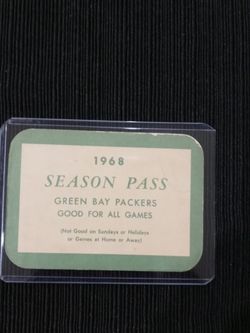 1968
SEASON PASS
GREEN BAY PACKERS
GOOD FOR ALL GAMES
(Not Good on Sundays or Holidays
or Games at Home or Away)